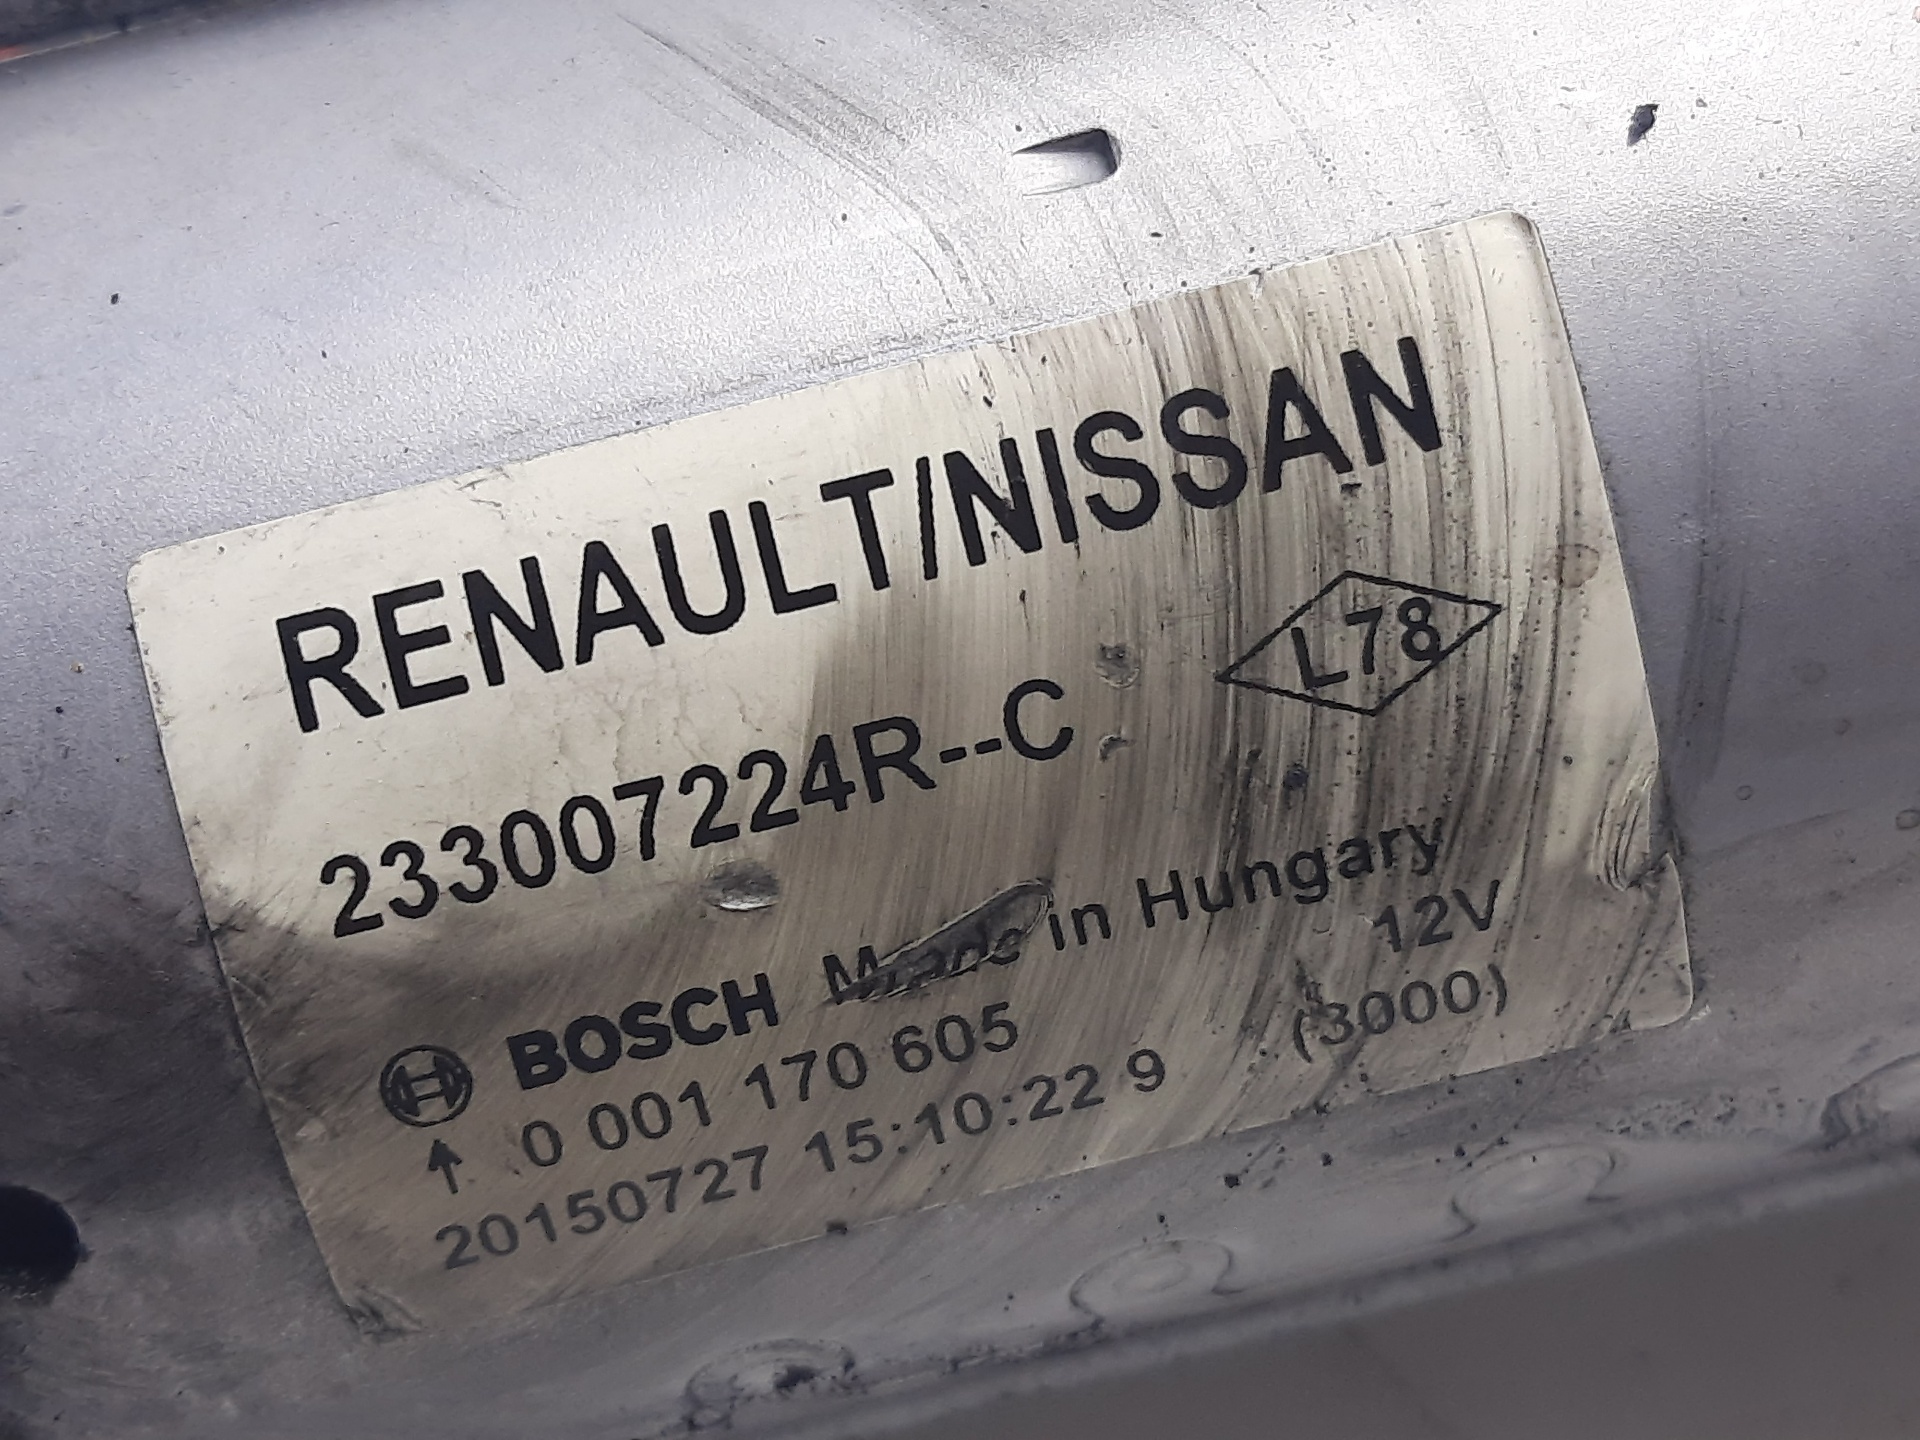 RENAULT/NISSAN
L78
233007224R--C
BOSCH Made in Hungary
0 001 170 605 12V
20150727 15:10:22 9 (3000)